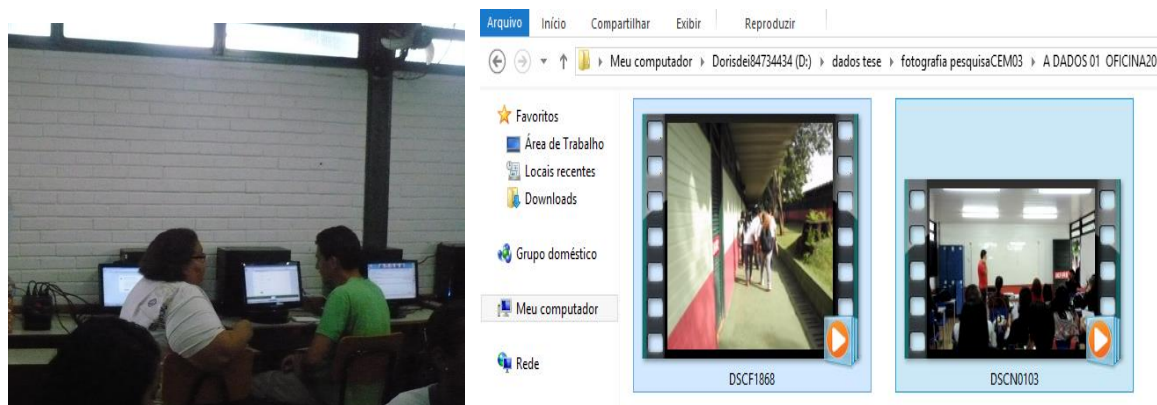 Arquivo Início Compartilhar Exibir Reproduzir
Meu computador Dorisdei84734434 (D:) dados tese fotografia pesquisaCEM03 A DADOS 01 OFICINA20
Favoritos
Área de Trabalho
Locais recentes
Downloads
Grupo doméstico
Meu computador
Rede
DSCF1868 DSCN0103